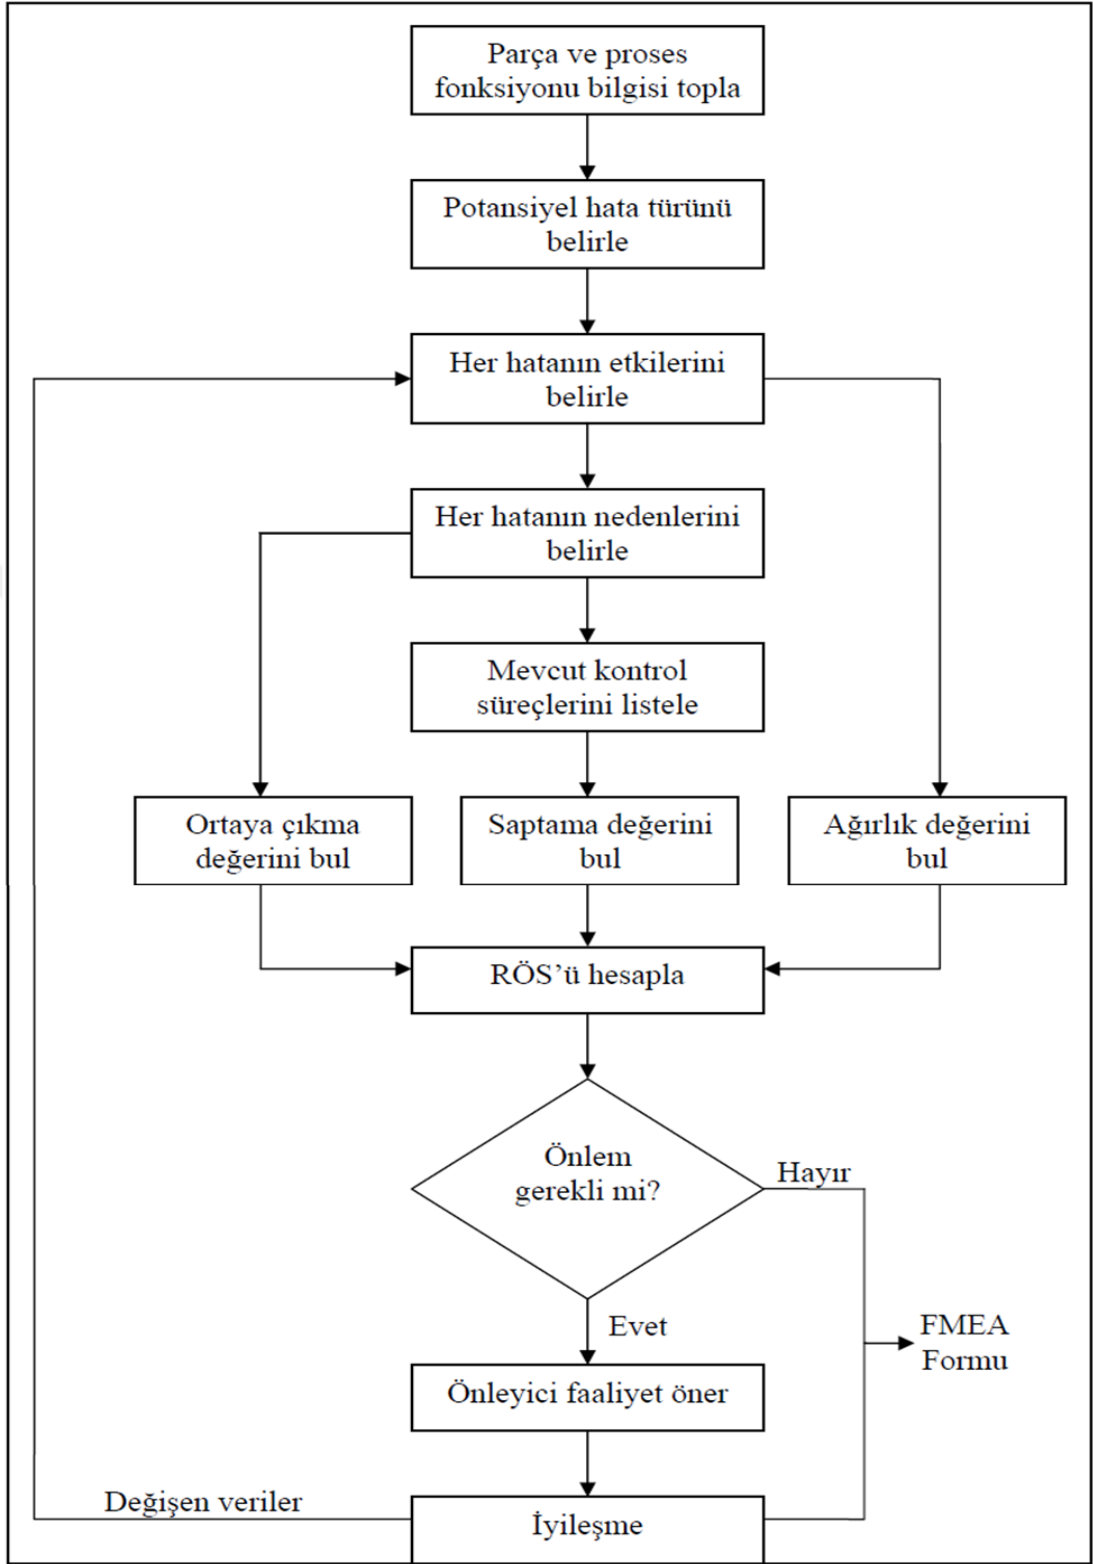 Parça ve proses
fonksiyonu bilgisi topla
Potansiyel hata türünü
belirle
Her hatanın etkilerini
belirle
Her hatanın nedenlerini
belirle
Mevcut kontrol
süreçlerini listele
Ortaya çıkma
değerini bul
Saptama değerini
bul
Ağırlık değerini
bul
RÖS’ü hesapla
Önlem
gerekli mi?
Hayır
Evet
FMEA
Formu
Önleyici faaliyet öner
Değişen veriler
İyileşme